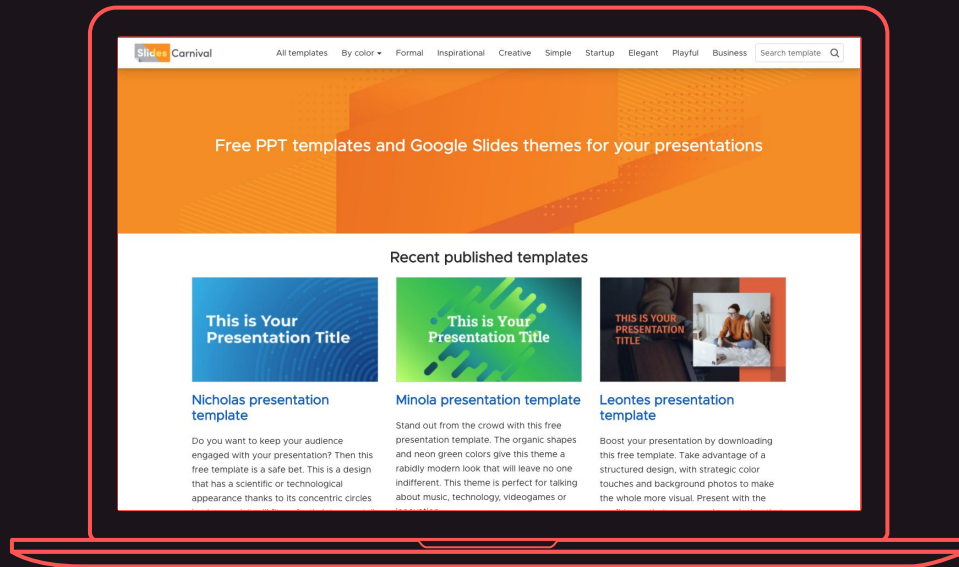 Slides Carnival
All templates By color Formal Inspirational Creative Simple Startup Elegant Playful Business Search template
Free PPT templates and Google Slides themes for your presentations
Recent published templates
This is Your
Presentation Title
Nicholas presentation
template
Do you want to keep your audience
engaged with your presentation? Then this
free template is a safe bet. This is a design
that has a scientific or technological
appearance thanks to its concentric circles
This is Your
Presentation Title
Minola presentation template
Stand out from the crowd with this free
presentation template. The organic shapes
and neon green colors give this theme a
rabidly modern look that will leave no one
indifferent. This theme is perfect for talking
about music, technology, videogames or
THIS IS YOUR
PRESENTATION
TITLE
Leontes presentation
template
Boost your presentation by downloading
this free template. Take advantage of a
structured design, with strategic color
touches and background photos to make
the whole more visual. Present with the